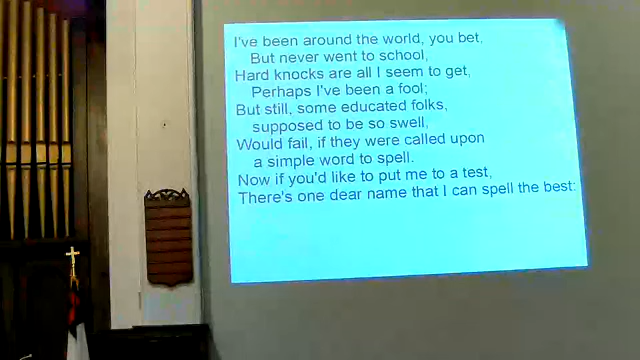 I've been around the world, you bet,
But never went to school,
Hard knocks are all I seem to get,
Perhaps I've been a fool;
But still, some educated folks,
supposed to be so swell,
Would fail, if they were called upon
a simple word to spell.
Now if you'd like to put me to a test,
There's one dear name that I can spell the best: